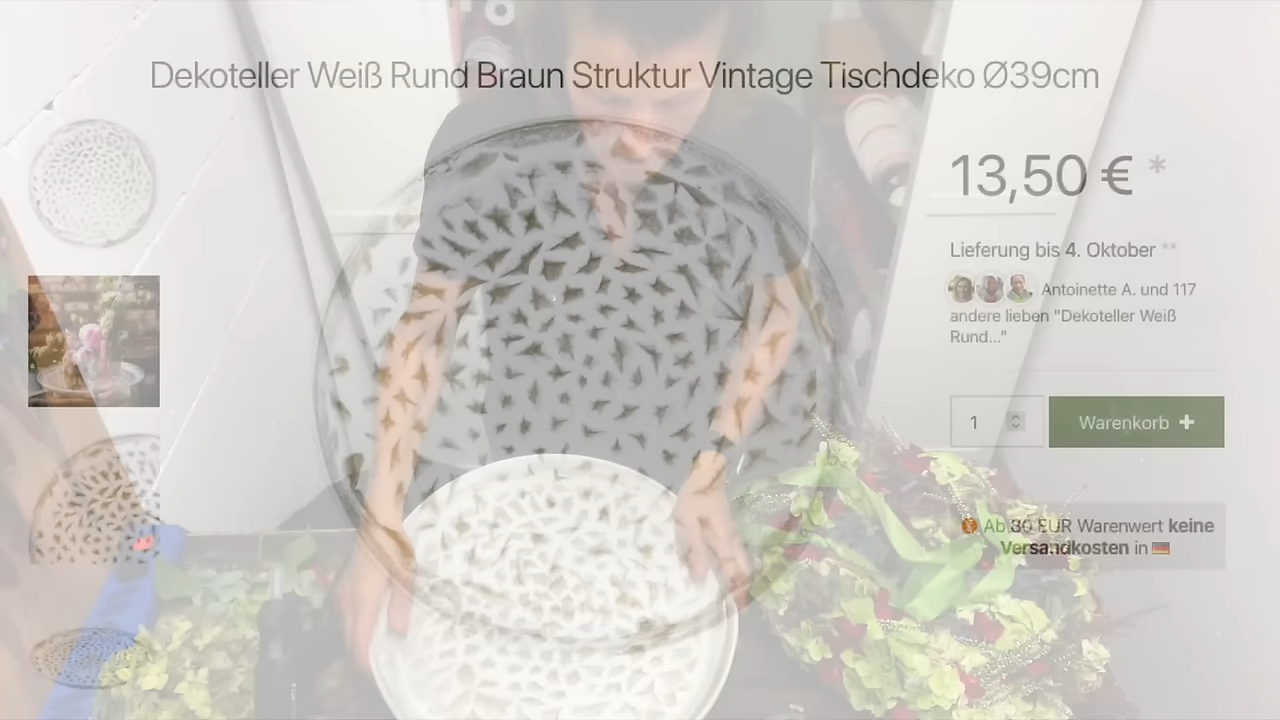 Dekoteller Weiß Rund Braun Struktur Vintage Tischdeko Ø39cm
13,50 € *
Lieferung bis 4. Oktober **
Antoinette A. und 117
andere lieben "Dekoteller Weiß
Rund..."
1
Warenkorb +
Ab 30 EUR Warenwert keine
Versandkosten in